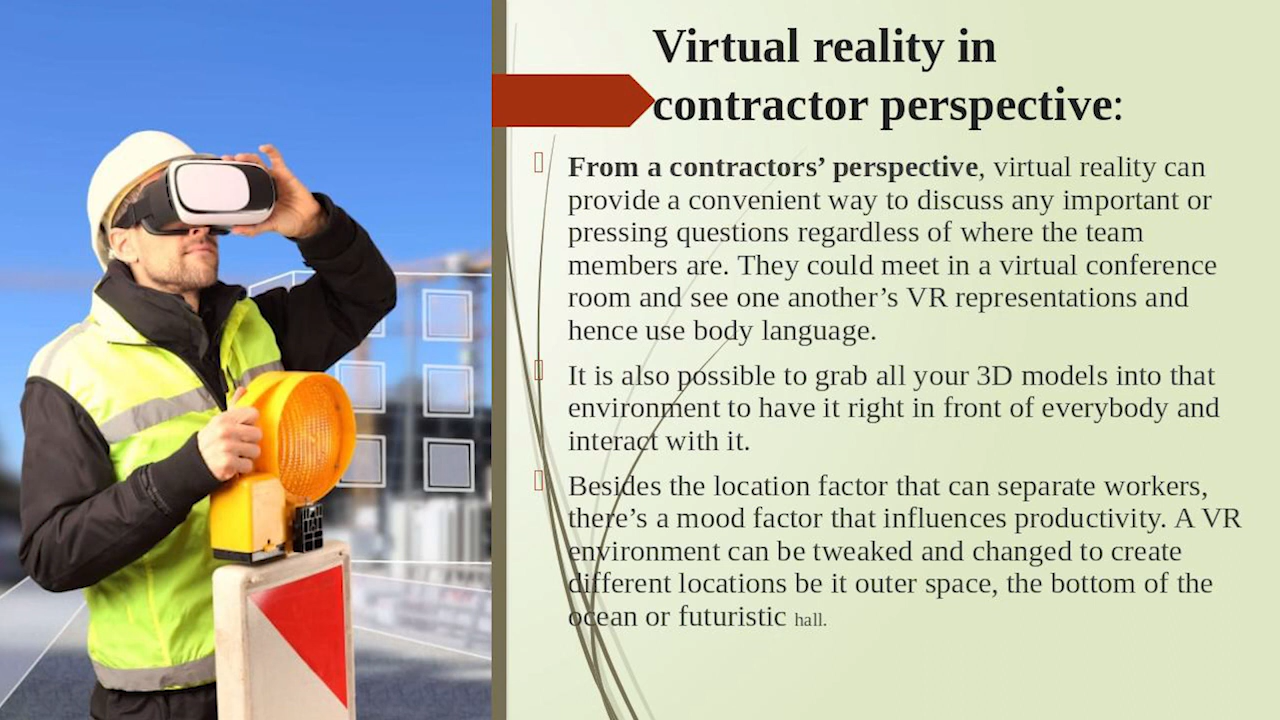 Virtual reality in
contractor perspective:
From a contractors’ perspective, virtual reality can
provide a convenient way to discuss any important or
pressing questions regardless of where the team
members are. They could meet in a virtual conference
room and see one another’s VR representations and
hence use body language.
It is also possible to grab all your 3D models into that
environment to have it right in front of everybody and
interact with it.
Besides the location factor that can separate workers,
there’s a mood factor that influences productivity. A VR
environment can be tweaked and changed to create
different locations be it outer space, the bottom of the
ocean or futuristic hall.